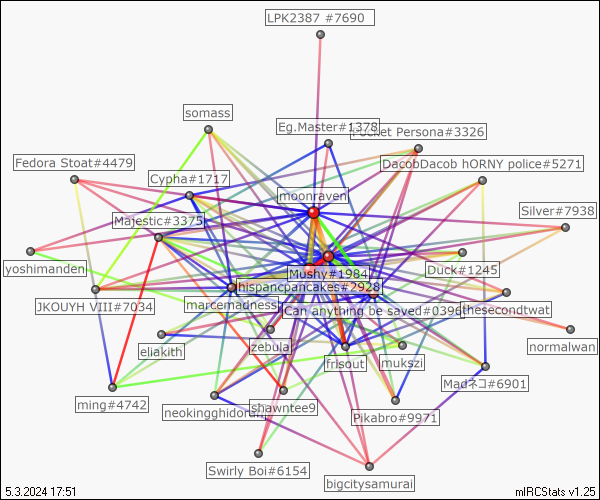 LPK2387 #7690
somass
Eg.Master#1378
Pocket Persona#3326
Fedora Stoat#4479
DacobDacob hORNY police#5271
Cypha#1717
moonraven
Silver#7938
Majestic#3375
yoshimanden
Mushy#1984
Duck#1245
hispancpancakes#2928
JKOUYH VIII#7034
marcemadness
Can anything be saved#0396
thesecondtwat
eliakith
zebula
frisout
mukszi
normalwan
Madネコ#6901
ming#4742
neokingghidorah
shawntee9
Pikabro#9971
Swirly Boi#6154
bigcitysamurai
5.3.2024 17:51
mIRCStats v1.25